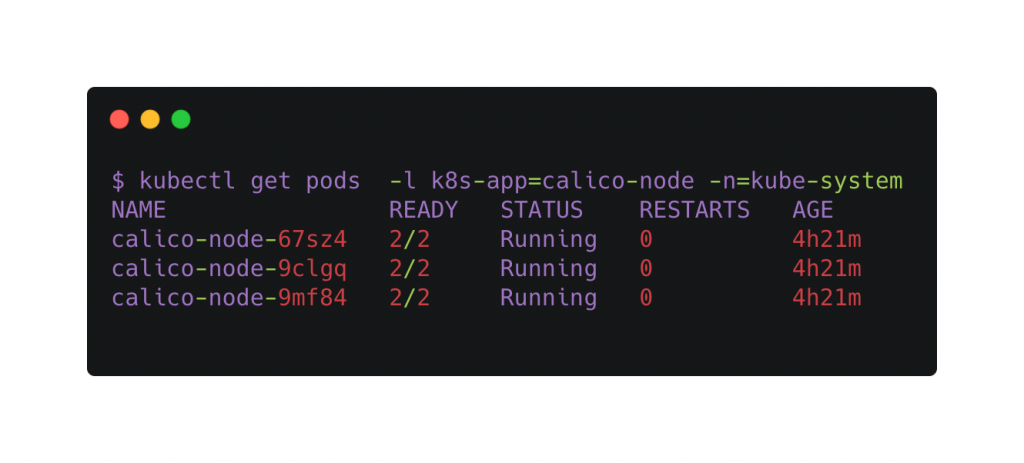 $ kubectl get pods  -l k8s-app=calico-node -n=kube-system
NAME                READY   STATUS    RESTARTS   AGE
calico-node-67sz4   2/2     Running   0          4h21m
calico-node-9clgq   2/2     Running   0          4h21m
calico-node-9mf84   2/2     Running   0          4h21m